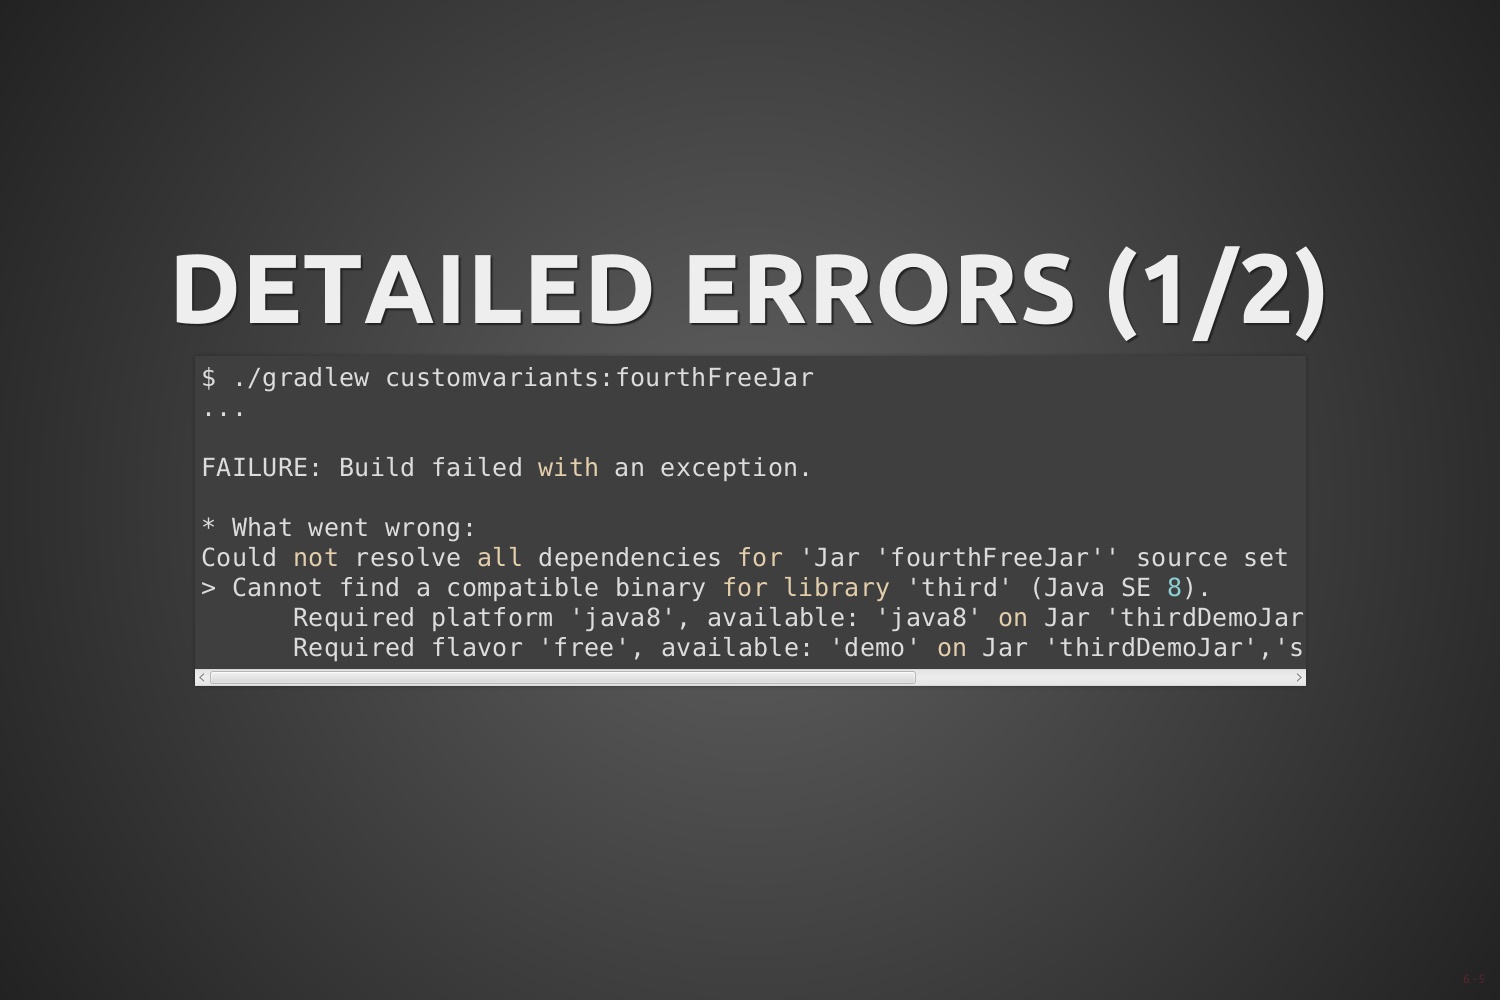 DETAILED ERRORS (1/2)
$ ./gradlew customvariants:fourthFreeJar
...
FAILURE: Build failed with an exception.
* What went wrong:
Could not resolve all dependencies for 'Jar 'fourthFreeJar'' source set
> Cannot find a compatible binary for library 'third' (Java SE 8).
Required platform 'java8', available: 'java8' on Jar 'thirdDemoJar
Required flavor 'free', available: 'demo' on Jar 'thirdDemoJar','s
6-5